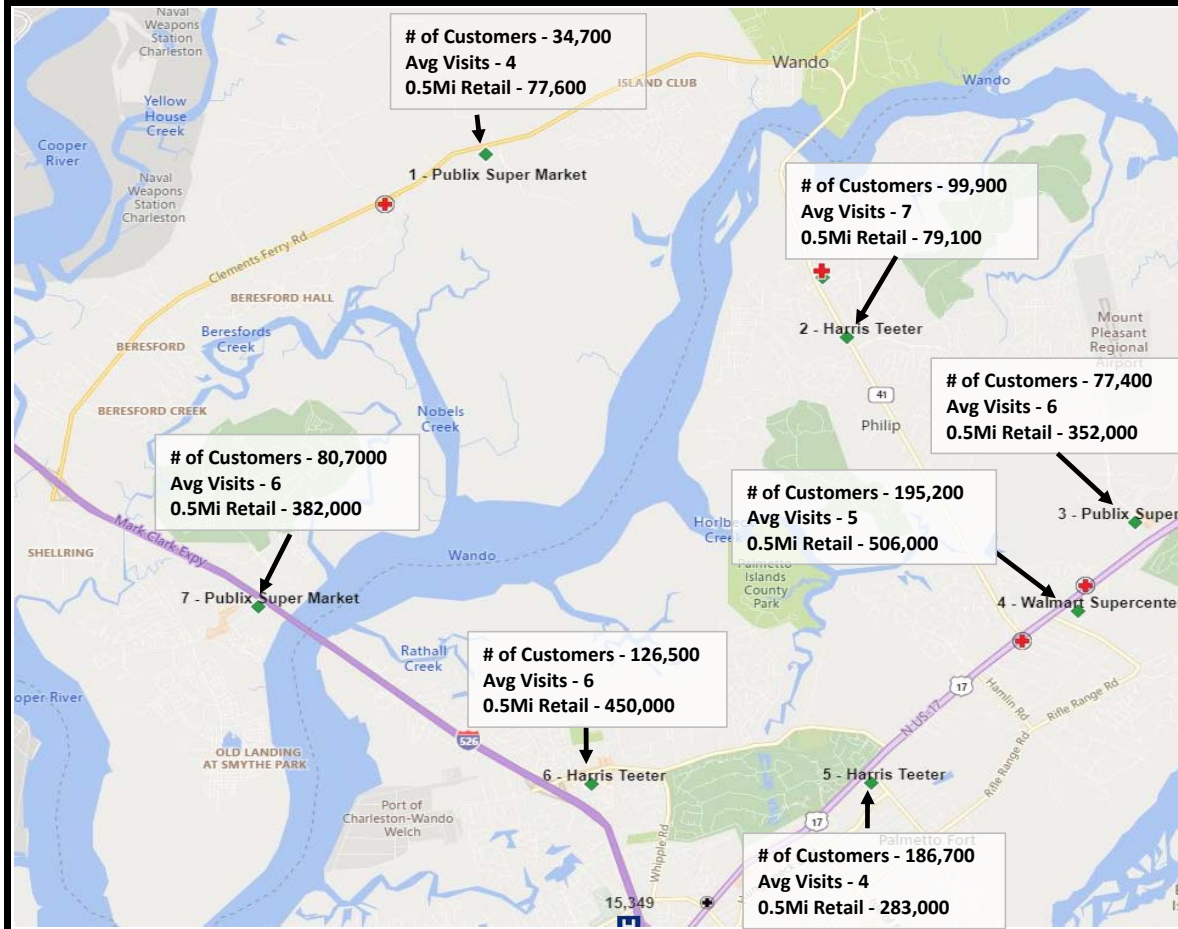 Naval
Weapons
Station
Charleston
# of Customers - 34,700
Avg Visits - 4
0.5Mi Retail - 77,600
Wando
ISLAND CLUB
Wando
Yellow
House
Creek
Cooper
River
Naval
Weapons
Station
Charleston
1 - Publix Super Market
# of Customers - 99,900
Avg Visits - 7
0.5Mi Retail - 79,100
Clements Ferry Rd
BERESFORD HALL
Beresfords
Creek
BERESFORD
2 - Harris Teeter
Mount
Pleasant
Regional
Airport
# of Customers - 77,400
Avg Visits - 6
0.5Mi Retail - 352,000
41
Philip
BERESFORD CREEK
Nobels
Creek
# of Customers - 80,7000
Avg Visits - 6
0.5Mi Retail - 382,000
# of Customers - 195,200
Avg Visits - 5
0.5Mi Retail - 506,000
3 - Publix Super
Mark Clark Expy
SHELLRING
Wando
Creek
Palmetto
Islands
County
Park
7 - Publix Super Market
4 - Walmart Supercenter
Rathall
Creek
# of Customers - 126,500
Avg Visits - 6
0.5Mi Retail - 450,000
17
Hamlin Rd
Rifle Range Rd
N-US-17
ooper River
526
OLD LANDING
AT SMYTHE PARK
6 - Harris Teeter
5 - Harris Teeter
Rifle Range Rd
Port of
Charleston-Wando
Welch
17
Whipple Rd
Palmetto Fort
# of Customers - 186,700
Avg Visits - 4
0.5Mi Retail - 283,000
15,349
H